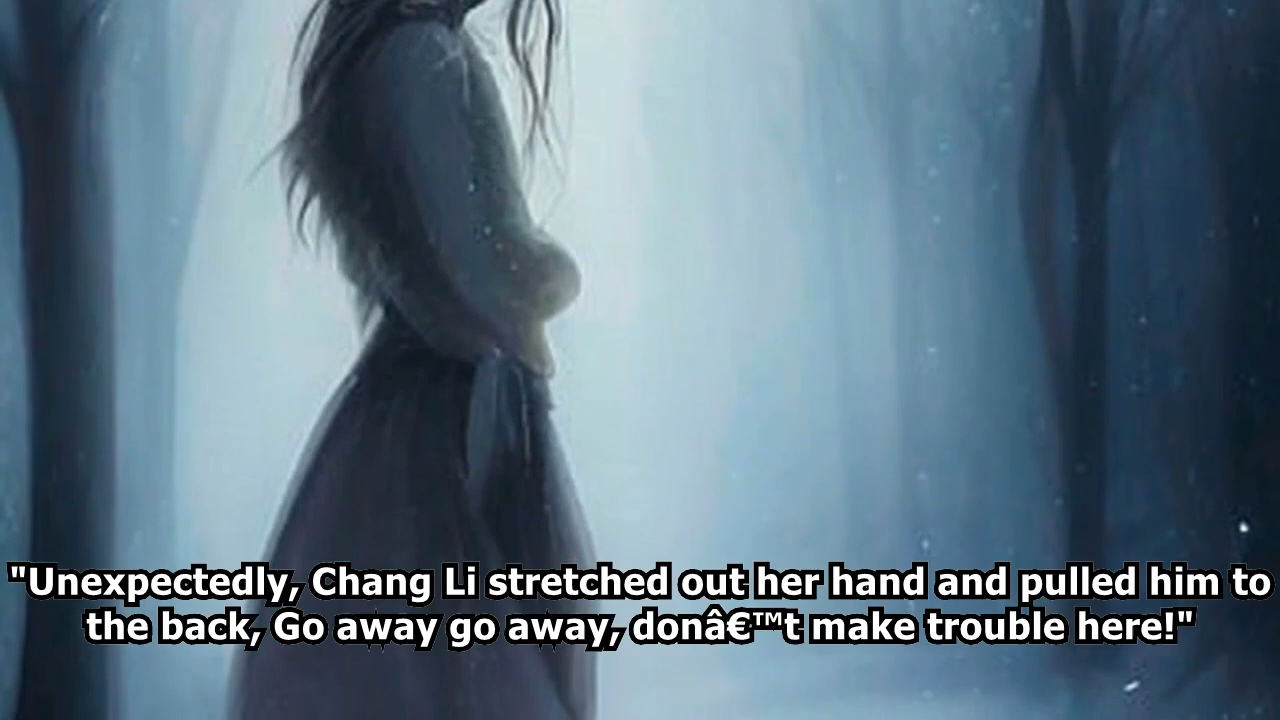 "Unexpectedly, Chang Li stretched out her hand and pulled him to
the back, Go away go away, donâ€™t make trouble here!"